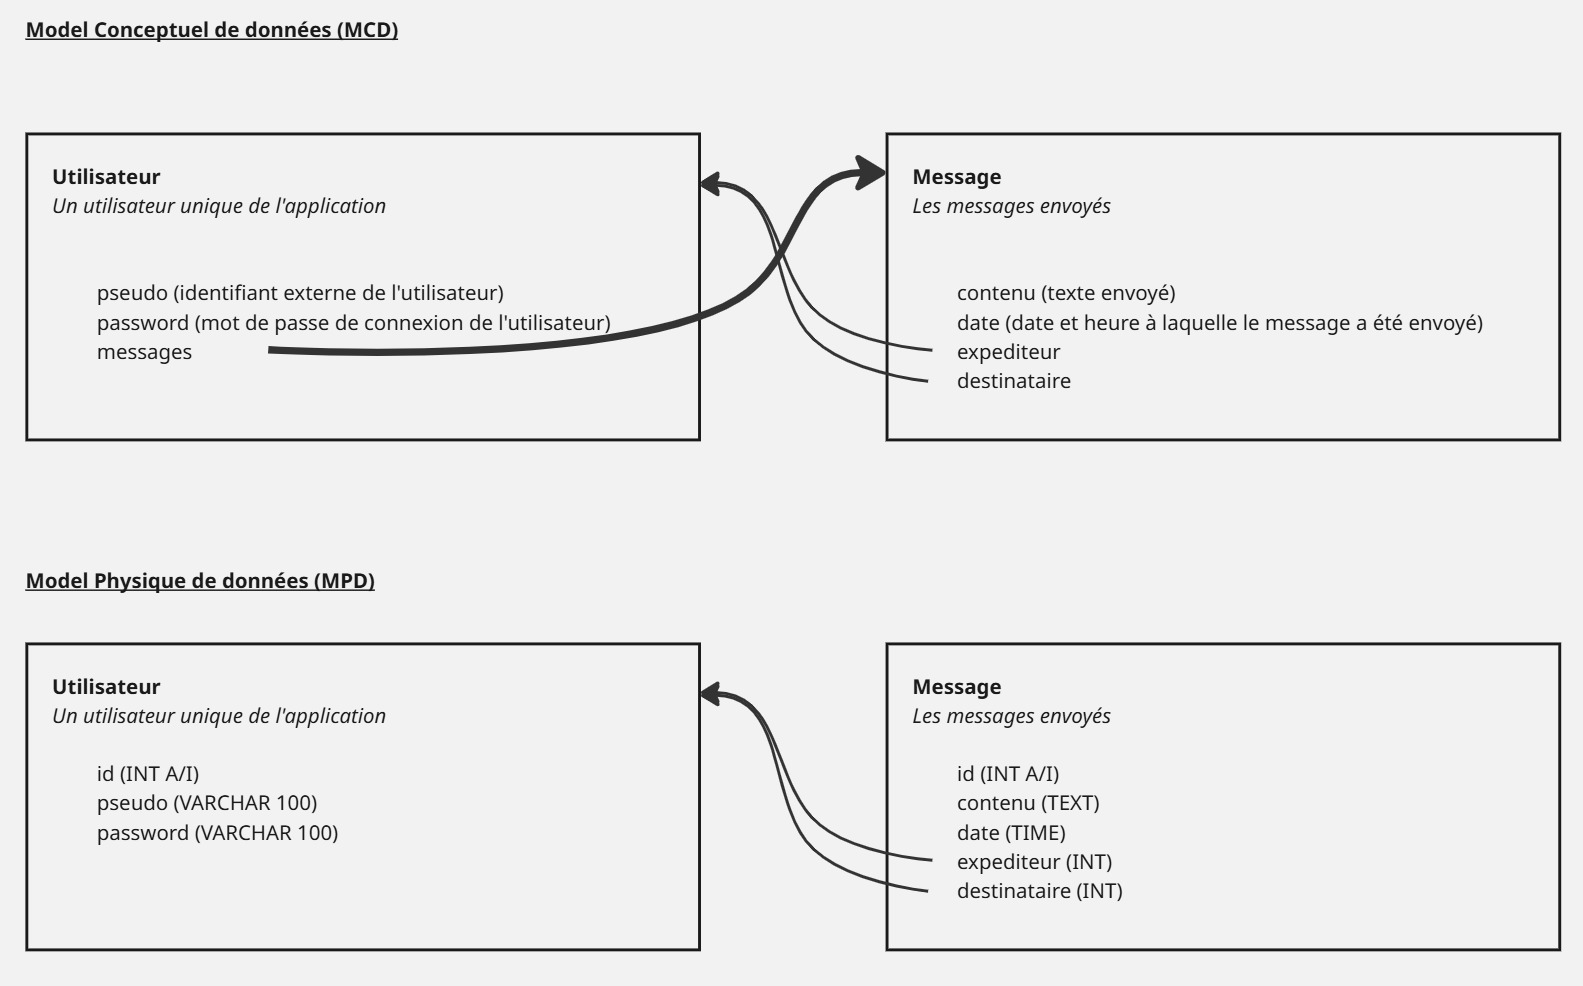 Model Conceptuel de données (MCD)
Utilisateur
Un utilisateur unique de l'application
pseudo (identifiant externe de l'utilisateur)
password (mot de passe de connexion de l'utilisateur)
messages
Message
Les messages envoyés
contenu (texte envoyé)
date (date et heure à laquelle le message a été envoyé)
expediteur
destinataire
Model Physique de données (MPD)
Utilisateur
Un utilisateur unique de l'application
id (INT A/I)
pseudo (VARCHAR 100)
password (VARCHAR 100)
Message
Les messages envoyés
id (INT A/I)
contenu (TEXT)
date (TIME)
expediteur (INT)
destinataire (INT)